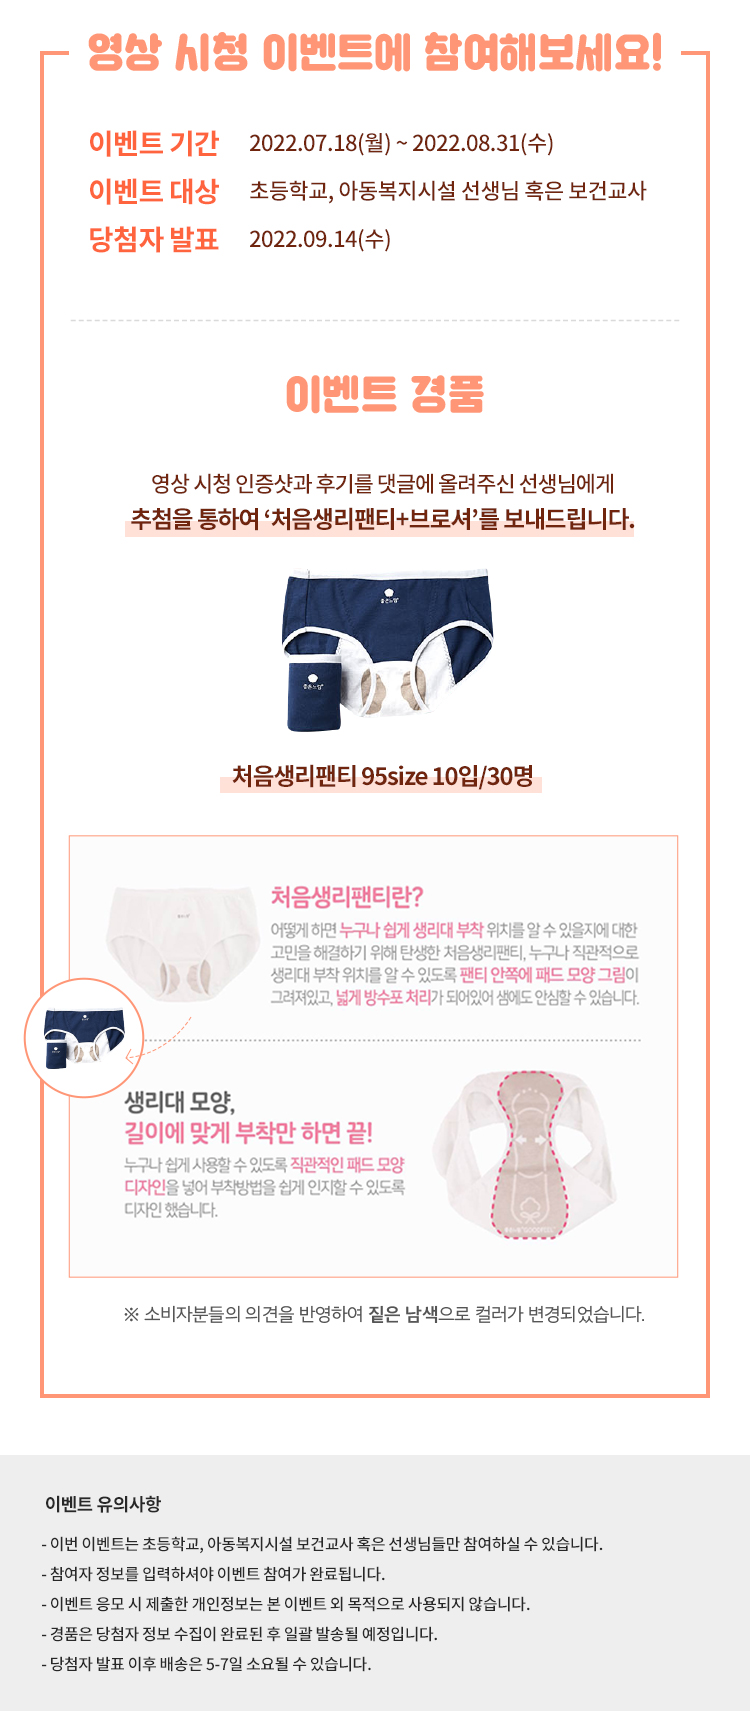 영상 시청 이벤트에 참여해보세요!
이벤트 기간 2022.07.18(월) ~ 2022.08.31(수)
이벤트 대상 초등학교, 아동복지시설 선생님 혹은 보건교사
당첨자 발표 2022.09.14(수)
이벤트 경품
영상 시청 인증샷과 후기를 댓글에 올려주신 선생님에게
추첨을 통하여 ‘처음생리팬티+브로셔’를 보내드립니다.
좋은느낌
좋은느낌
처음생리팬티 95size 10입/30명
처음생리팬티란?
어떻게 하면 누구나 쉽게 생리대 부착 위치를 알 수 있을지에 대한
고민을 해결하기 위해 탄생한 처음생리팬티, 누구나 직관적으로
생리대 부착 위치를 알 수 있도록 팬티 안쪽에 패드 모양 그림이
그려져있고, 넓게 방수포 처리가 되어있어 샘에도 안심할 수 있습니다.
생리대 모양,
길이에 맞게 부착만 하면 끝!
누구나 쉽게 사용할 수 있도록 직관적인 패드 모양
디자인을 넣어 부착방법을 쉽게 인지할 수 있도록
디자인 했습니다.
※ 소비자분들의 의견을 반영하여 짙은 남색으로 컬러가 변경되었습니다.
이벤트 유의사항
- 이번 이벤트는 초등학교, 아동복지시설 보건교사 혹은 선생님들만 참여하실 수 있습니다.
- 참여자 정보를 입력하셔야 이벤트 참여가 완료됩니다.
- 이벤트 응모 시 제출한 개인정보는 본 이벤트 외 목적으로 사용되지 않습니다.
- 경품은 당첨자 정보 수집이 완료된 후 일괄 발송될 예정입니다.
- 당첨자 발표 이후 배송은 5-7일 소요될 수 있습니다.